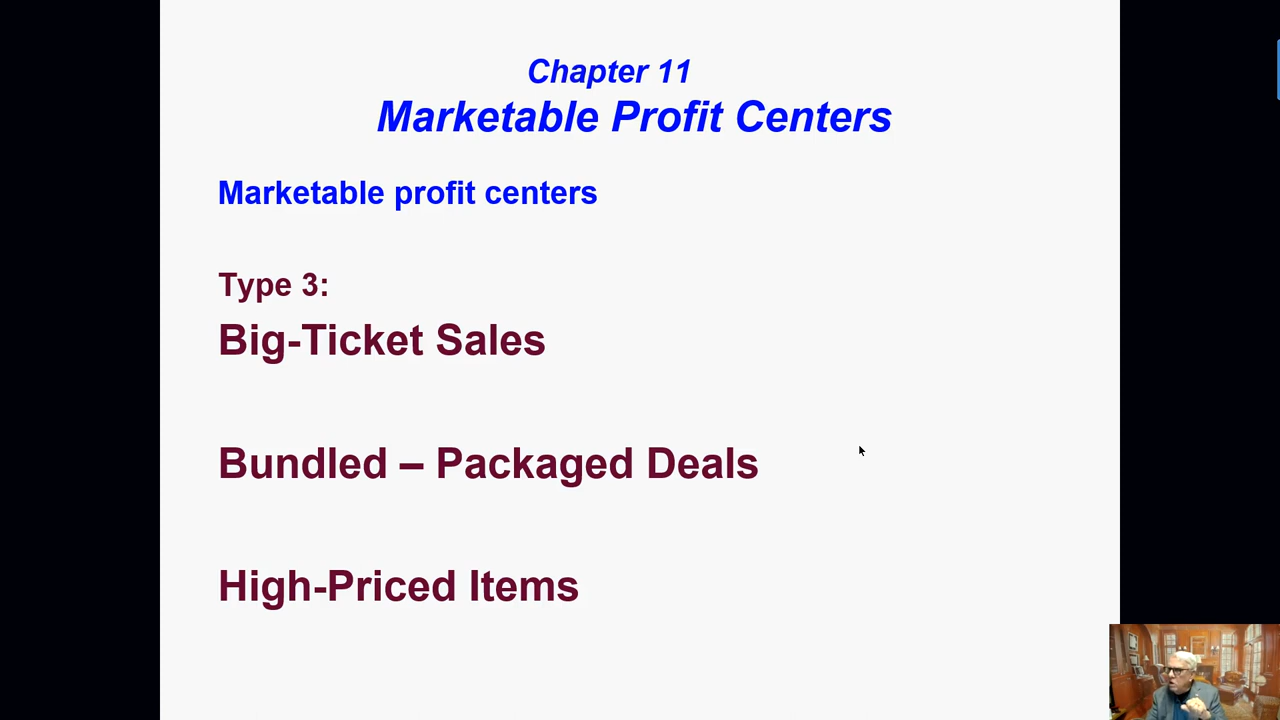 Chapter 11
Marketable Profit Centers
Marketable profit centers
Type 3:
Big-Ticket Sales
Bundled – Packaged Deals
High-Priced Items